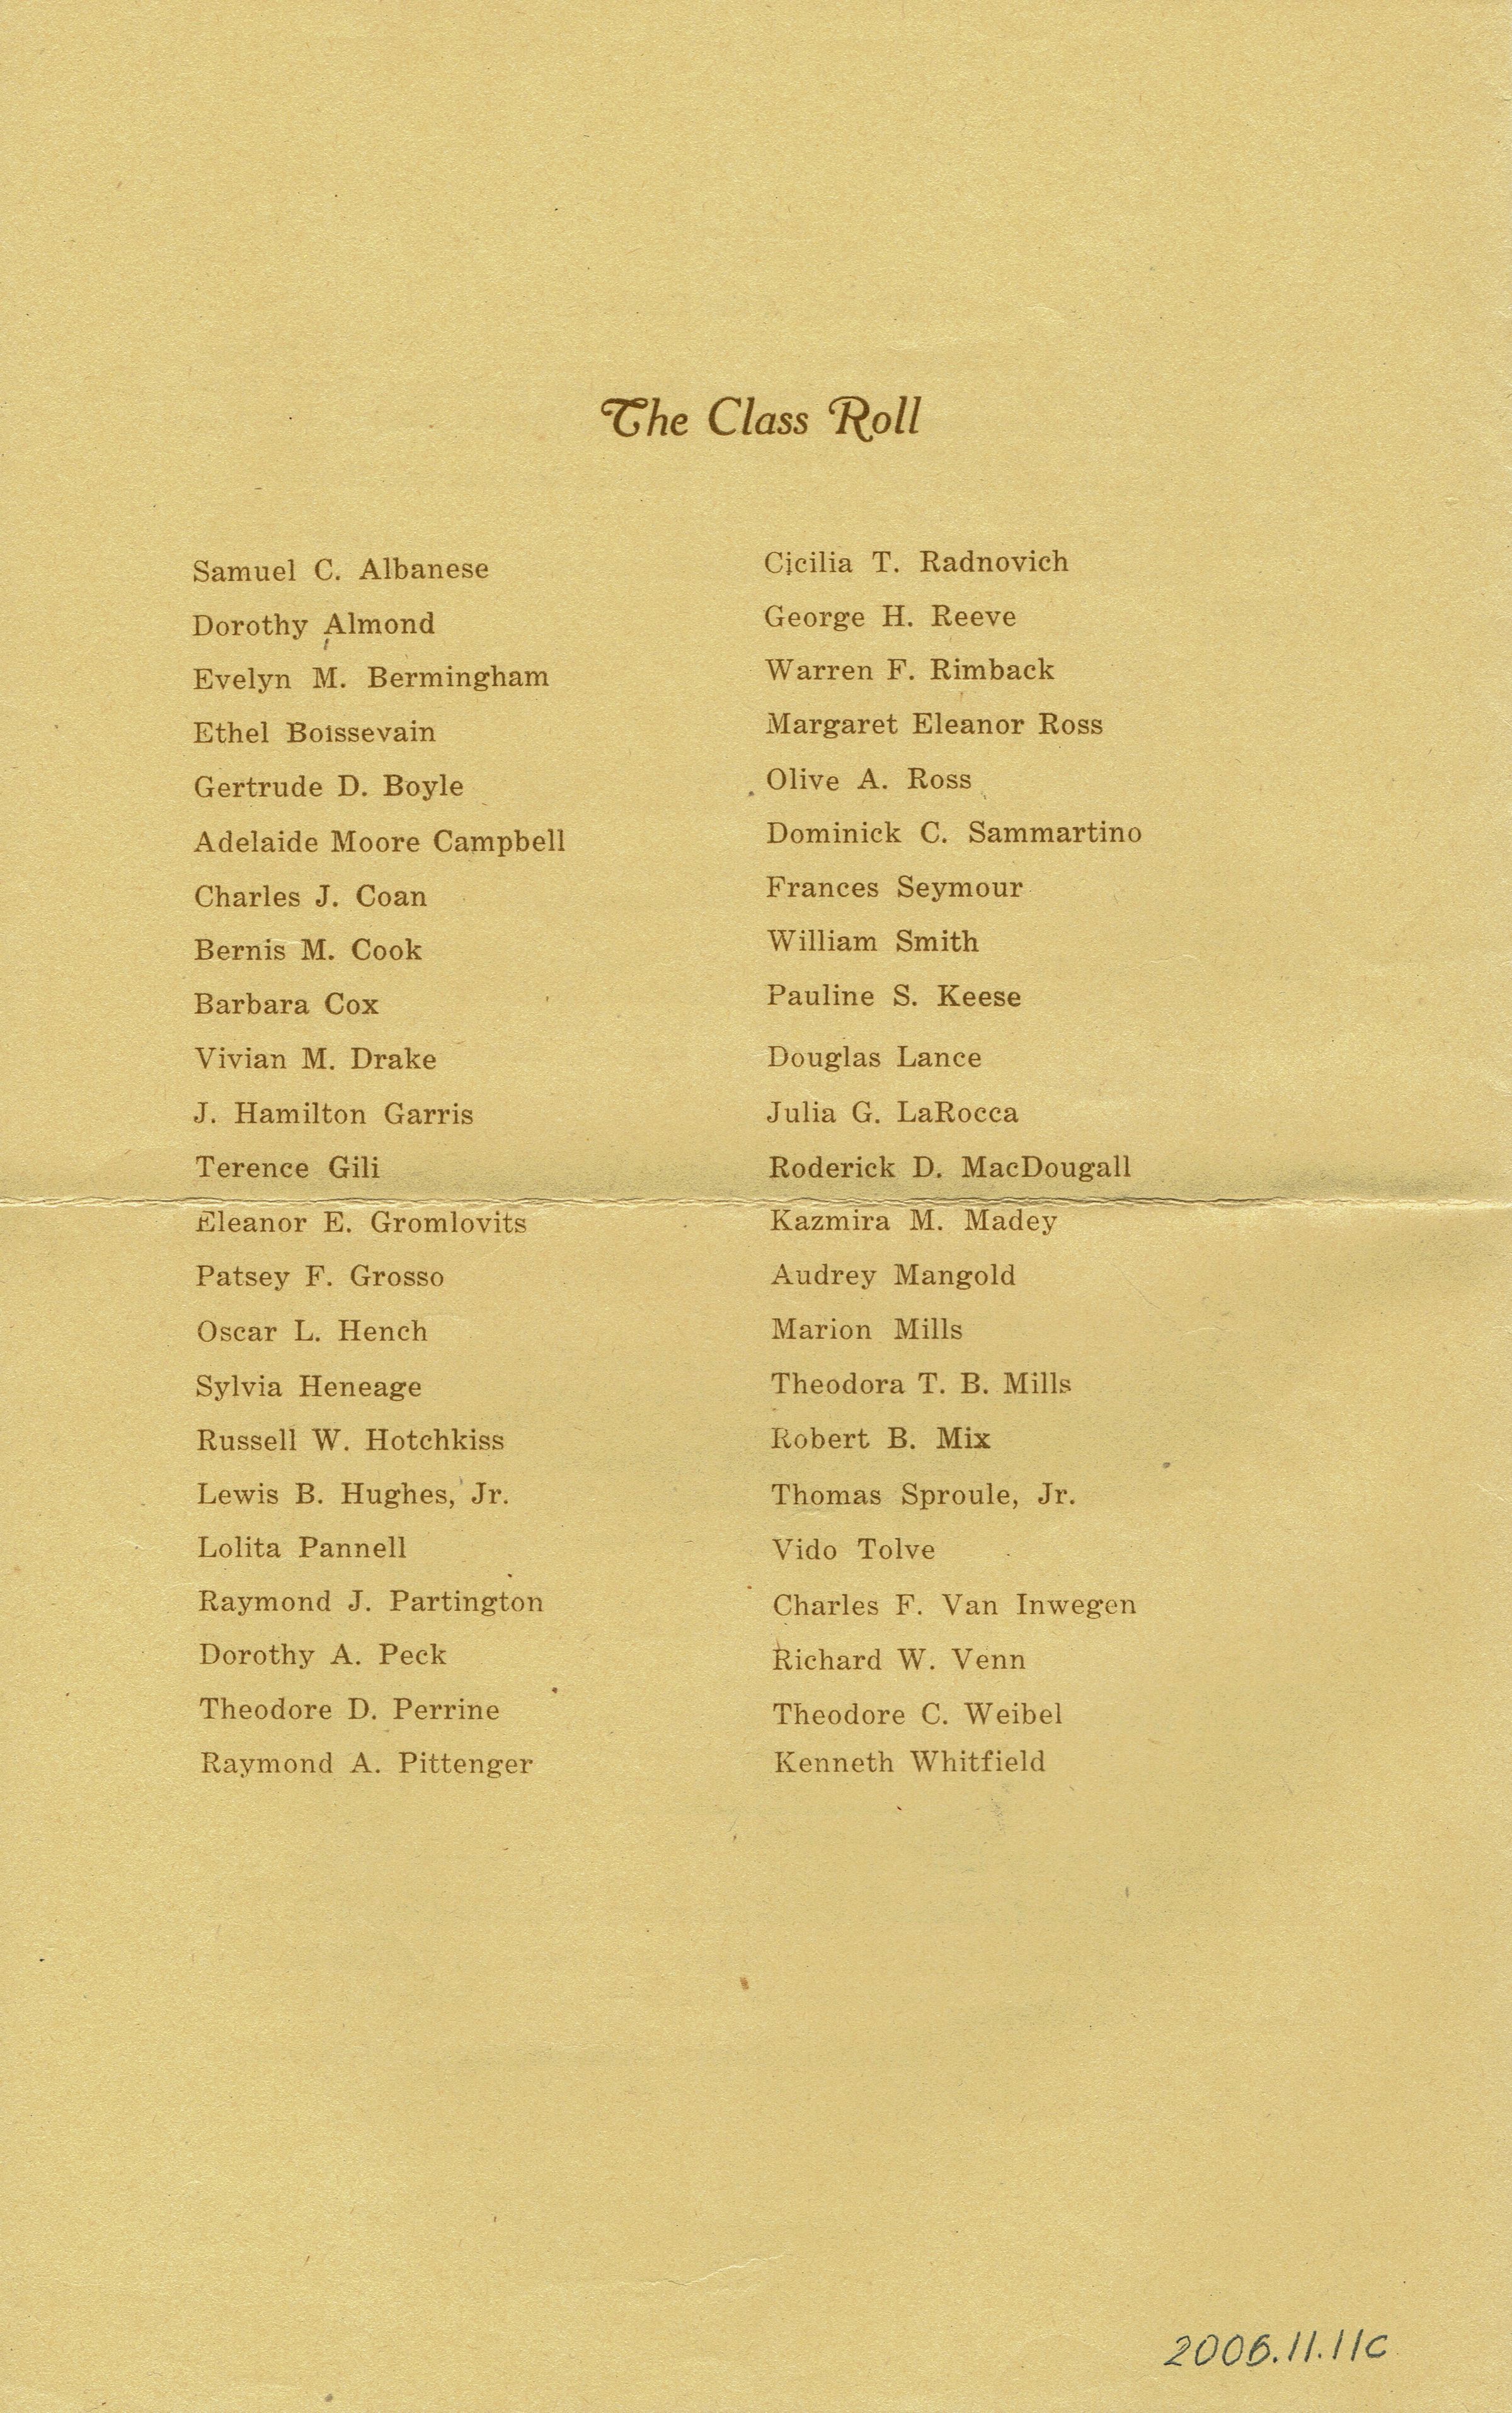 The Class Roll
Samuel C. Albanese
Dorothy Almond
Evelyn M. Bermingham
Ethel Boissevain
Gertrude D. Boyle
Adelaide Moore Campbell
Charles J. Coan
Bernis M. Cook
Barbara Cox
Vivian M. Drake
J. Hamilton Garris
Terence Gili
Eleanor E. Gromlovits
Patsey F. Grosso
Oscar L. Hench
Sylvia Heneage
Russell W. Hotchkiss
Lewis B. Hughes, Jr.
Lolita Pannell
Raymond J. Partington
Dorothy A. Peck
Theodore D. Perrine
Raymond A. Pittenger
Cicilia T. Radnovich
George H. Reeve
Warren F. Rimback
Margaret Eleanor Ross
Olive A. Ross
Dominick C. Sammartino
Frances Seymour
William Smith
Pauline S. Keese
Douglas Lance
Julia G. LaRocca
Roderick D. MacDougall
Kazmira M. Madey
Audrey Mangold
Marion Mills
Theodora T. B. Mills
Robert B. Mix
Thomas Sproule, Jr.
Vido Tolve
Charles F. Van Inwegen
Richard W. Venn
Theodore C. Weibel
Kenneth Whitfield
2006.11.11c